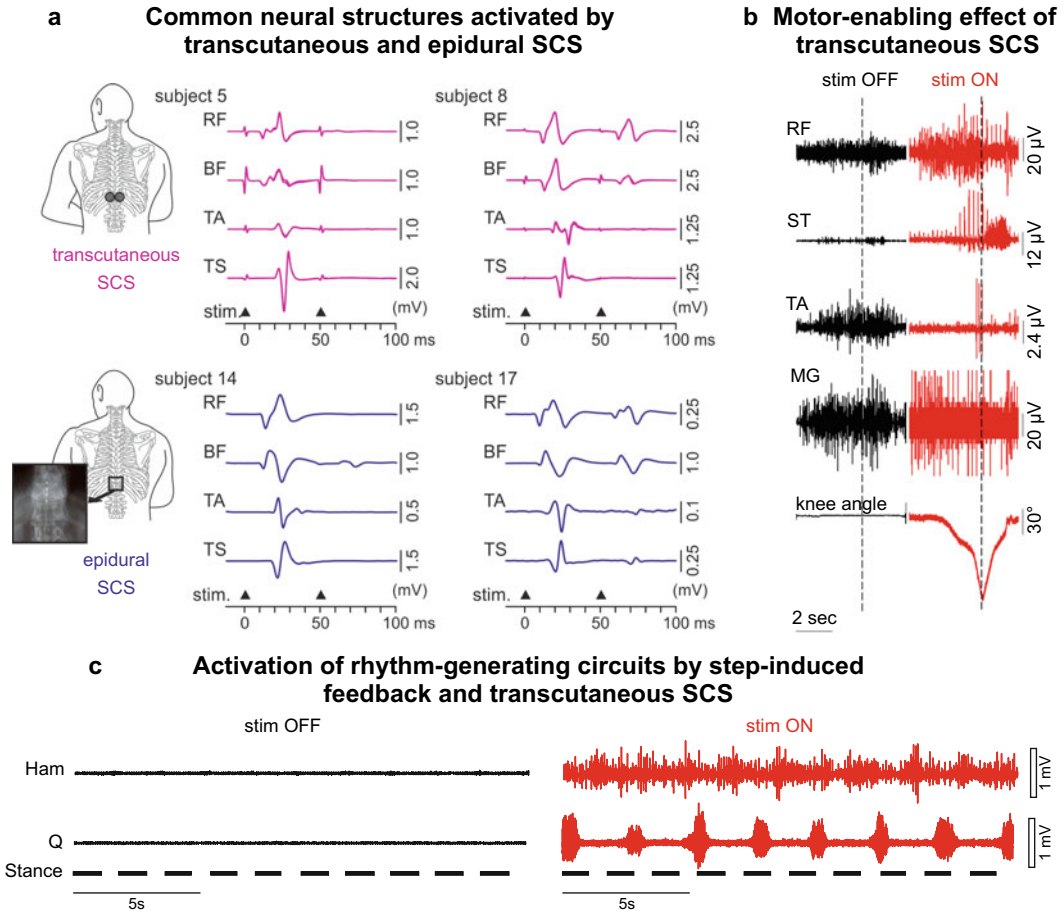 a Common neural structures activated by
transcutaneous and epidural SCS
subject 5
RF 1.0
BF 1.0
TA 1.0
TS 2.0
(mV)
stim.
0 50 100 ms
subject 8
RF 2.5
BF 2.5
TA 1.25
TS 1.25
(mV)
stim.
0 50 100 ms
transcutaneous
SCS
subject 14
RF 1.5
BF 1.0
TA 0.5
TS 1.5
(mV)
stim.
0 50 100 ms
subject 17
RF 0.25
BF 1.0
TA 0.1
TS 0.25
(mV)
stim.
0 50 100 ms
epidural
SCS
b Motor-enabling effect of
transcutaneous SCS
stim OFF stim ON
RF 20 µV
ST 12 µV
TA 2.4 µV
MG 20 µV
knee angle 30°
2 sec
c Activation of rhythm-generating circuits by step-induced
feedback and transcutaneous SCS
stim OFF stim ON
Ham 1 mV
Q 1 mV
Stance
5s 5s